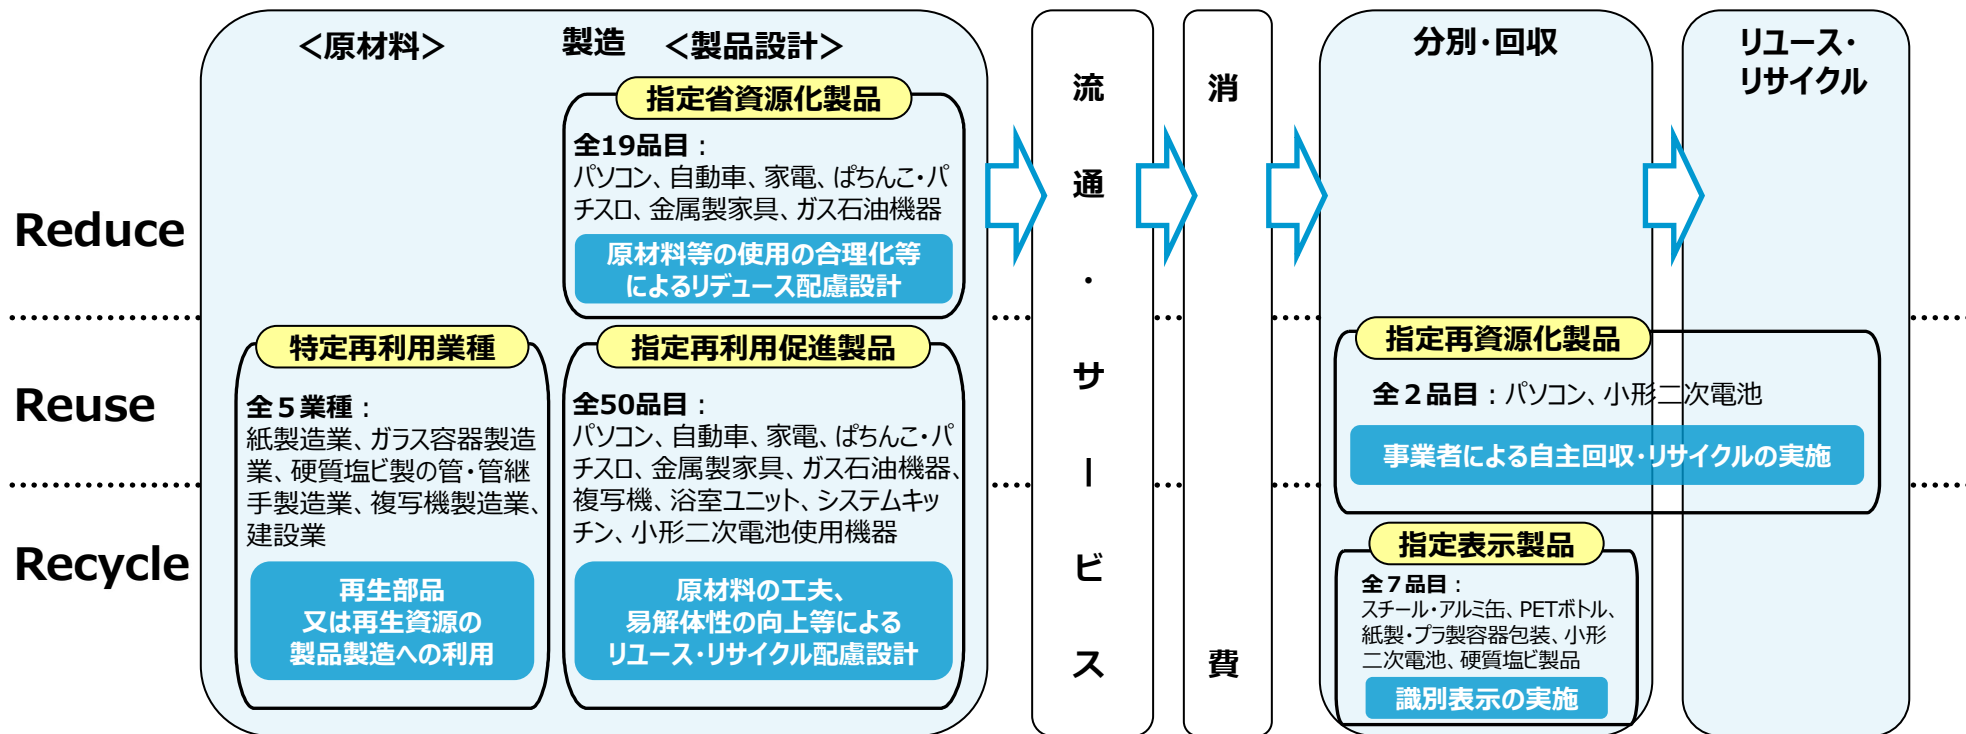 製造
＜原材料＞
＜製品設計＞
指定省資源化製品
全19品目：
パソコン、自動車、家電、ぱちんこ・パ
チスロ、金属製家具、ガス石油機器
原材料等の使用の合理化等
によるリデュース配慮設計
特定再利用業種
全５業種：
紙製造業、ガラス容器製造
業、硬質塩ビ製の管・管継
手製造業、複写機製造業、
建設業
再生部品
又は再生資源の
製品製造への利用
指定再利用促進製品
全50品目：
パソコン、自動車、家電、ぱちんこ・パ
チスロ、金属製家具、ガス石油機器、
複写機、浴室ユニット、システムキッ
チン、小形二次電池使用機器
原材料の工夫、
易解体性の向上等による
リユース・リサイクル配慮設計
流通・サービス
消費
分別・回収
リユース・
リサイクル
指定再資源化製品
全２品目：パソコン、小形二次電池
事業者による自主回収・リサイクルの実施
指定表示製品
全７品目：
スチール・アルミ缶、PETボトル、
紙製・プラ製容器包装、小形
二次電池、硬質塩ビ製品
識別表示の実施
Reduce
Reuse
Recycle